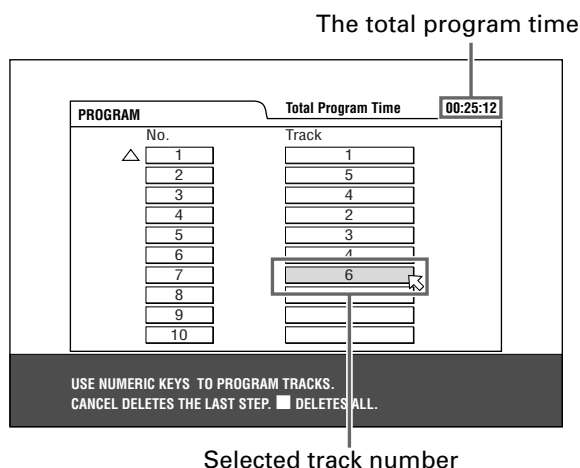 The total program time
PROGRAM Total Program Time 00:25:12
No. Track
1 1
2 5
3 4
4 2
5 3
6 4
7 6
8
9
10
USE NUMERIC KEYS TO PROGRAM TRACKS.
CANCEL DELETES THE LAST STEP. ■ DELETES ALL.
Selected track number